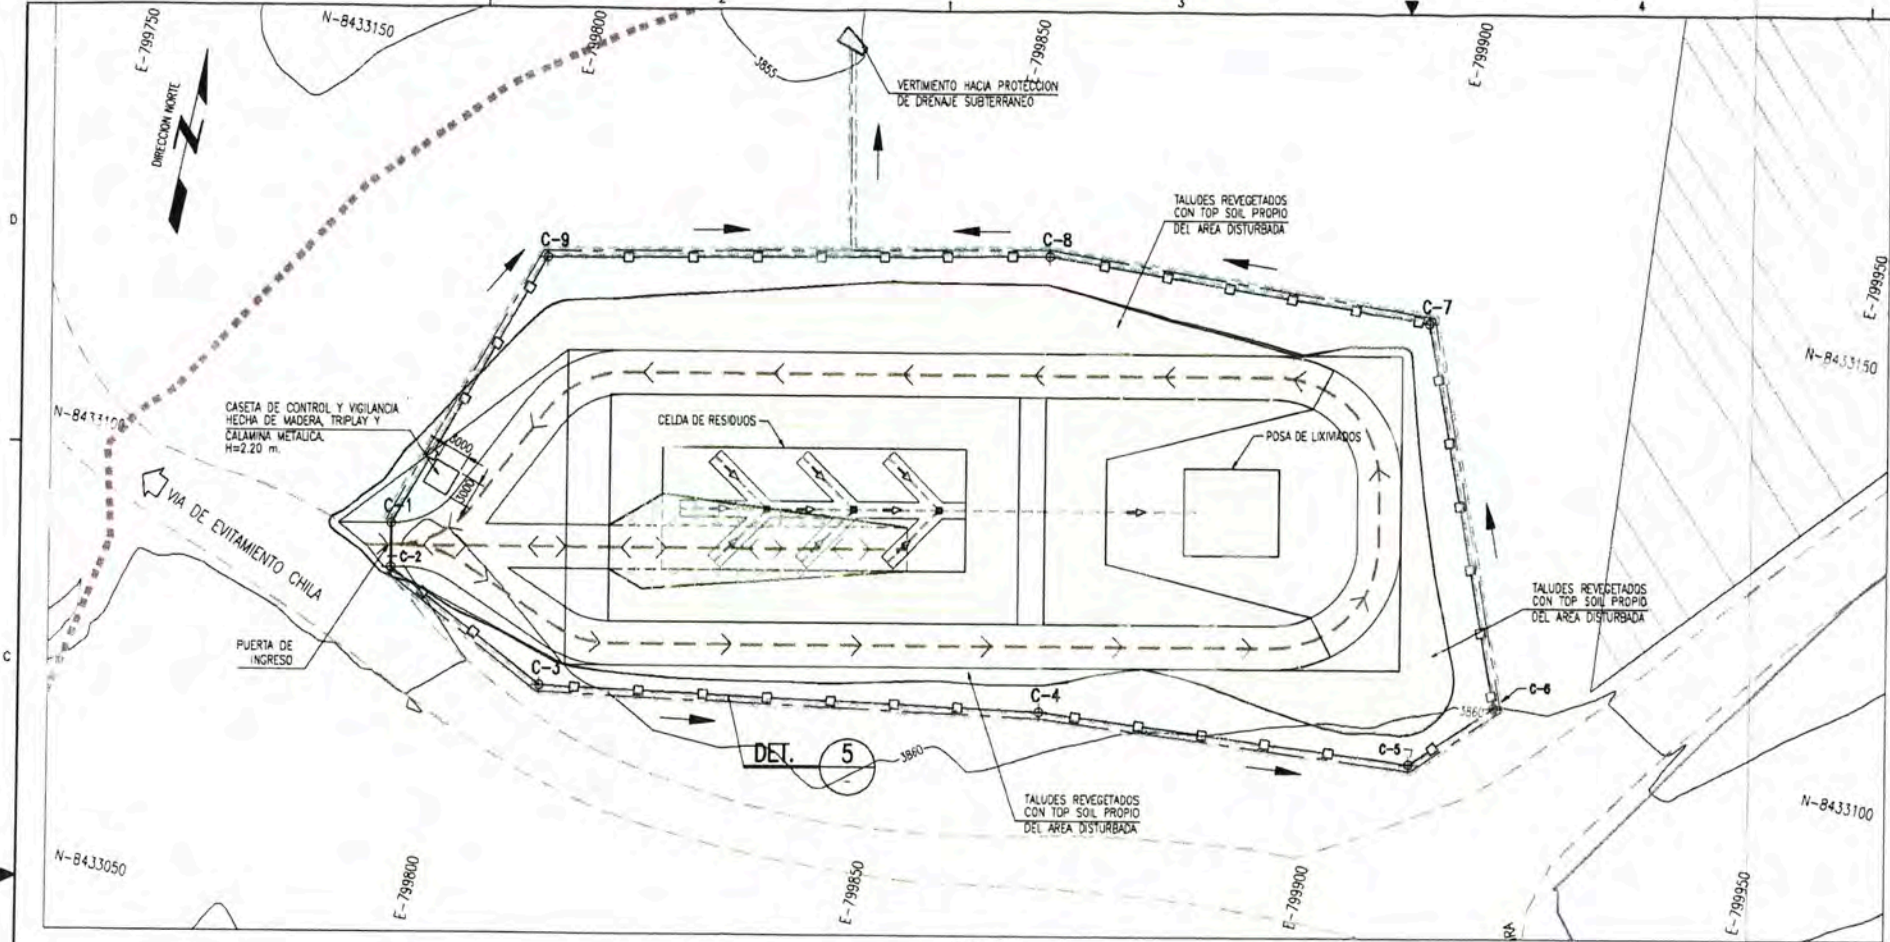 2
1
3
4
E-799750
N-8433150
E-799800
E-799850
E-799900
3855
VERTIMIENTO HACIA PROTECCION
DE DRENAJE SUBTERRANEO
DIRECCION NORTE
N
D
TALUDES REVEGETADOS
CON TOP SOIL PROPIO
DEL AREA DISTURBADA
C-9
C-8
C-7
E-799950
N-8433150
N-8433100
CASETA DE CONTROL Y VIGILANCIA
HECHA DE MADERA, TRIPLAY Y
CALAMINA METALICA.
H=2.20 m.
3000
3000
CELDA DE RESIDUOS
POSA DE LIXIVIADOS
C-1
C-2
VIA DE EVITAMIENTO CHILA
TALUDES REVEGETADOS
CON TOP SOIL PROPIO
DEL AREA DISTURBADA
PUERTA DE
INGRESO
C
C-3
C-4
C-6
3860
C-5
DET. 5
-
3860
TALUDES REVEGETADOS
CON TOP SOIL PROPIO
DEL AREA DISTURBADA
N-8433100
N-8433050
E-799800
E-799850
E-799900
E-799950
RA